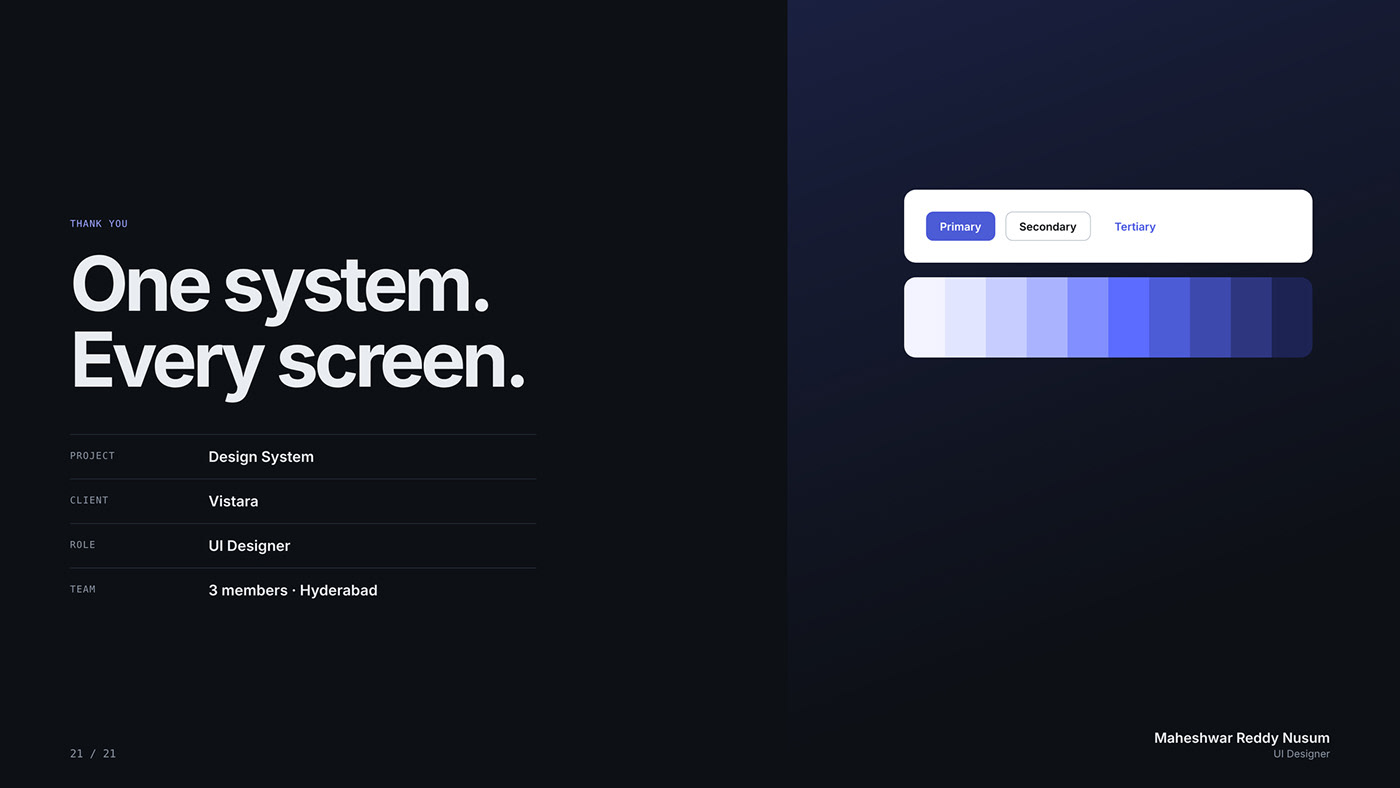 THANK YOU
One system.
Every screen.
PROJECT Design System
CLIENT Vistara
ROLE UI Designer
TEAM 3 members · Hyderabad
21 / 21
Primary Secondary Tertiary
Maheshwar Reddy Nusum
UI Designer